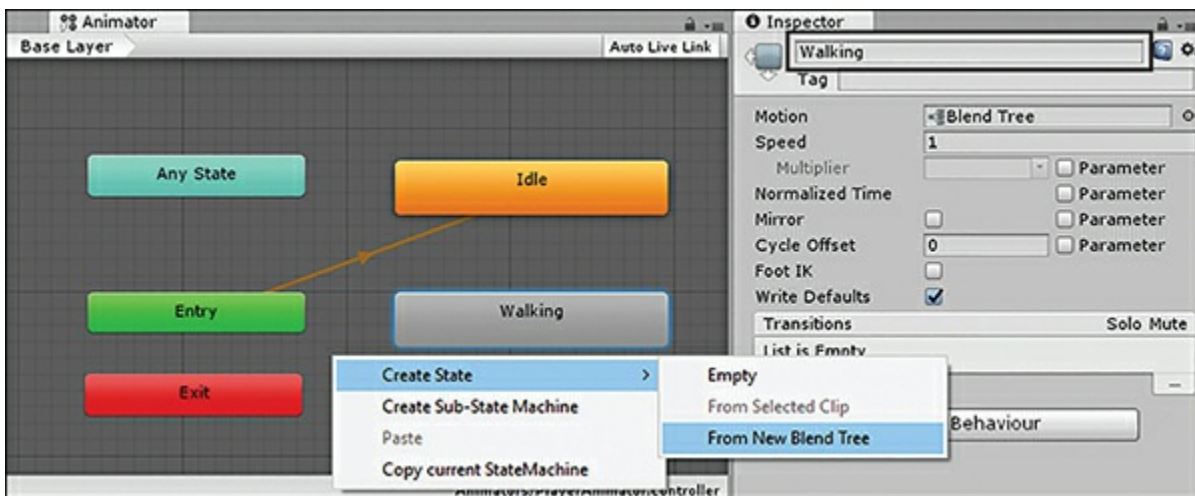 Animator
Base Layer
Auto Live Link
Any State
Idle
Entry
Walking
Exit
Create State >
Create Sub-State Machine
Paste
Copy current StateMachine
Empty
From Selected Clip
From New Blend Tree
Animators/PlayerAnimator.controller
Inspector
Walking
Tag
Motion Blend Tree
Speed 1
Multiplier Parameter
Normalized Time Parameter
Mirror Parameter
Cycle Offset 0 Parameter
Foot IK
Write Defaults
Transitions Solo Mute
List is Empty
Behaviour